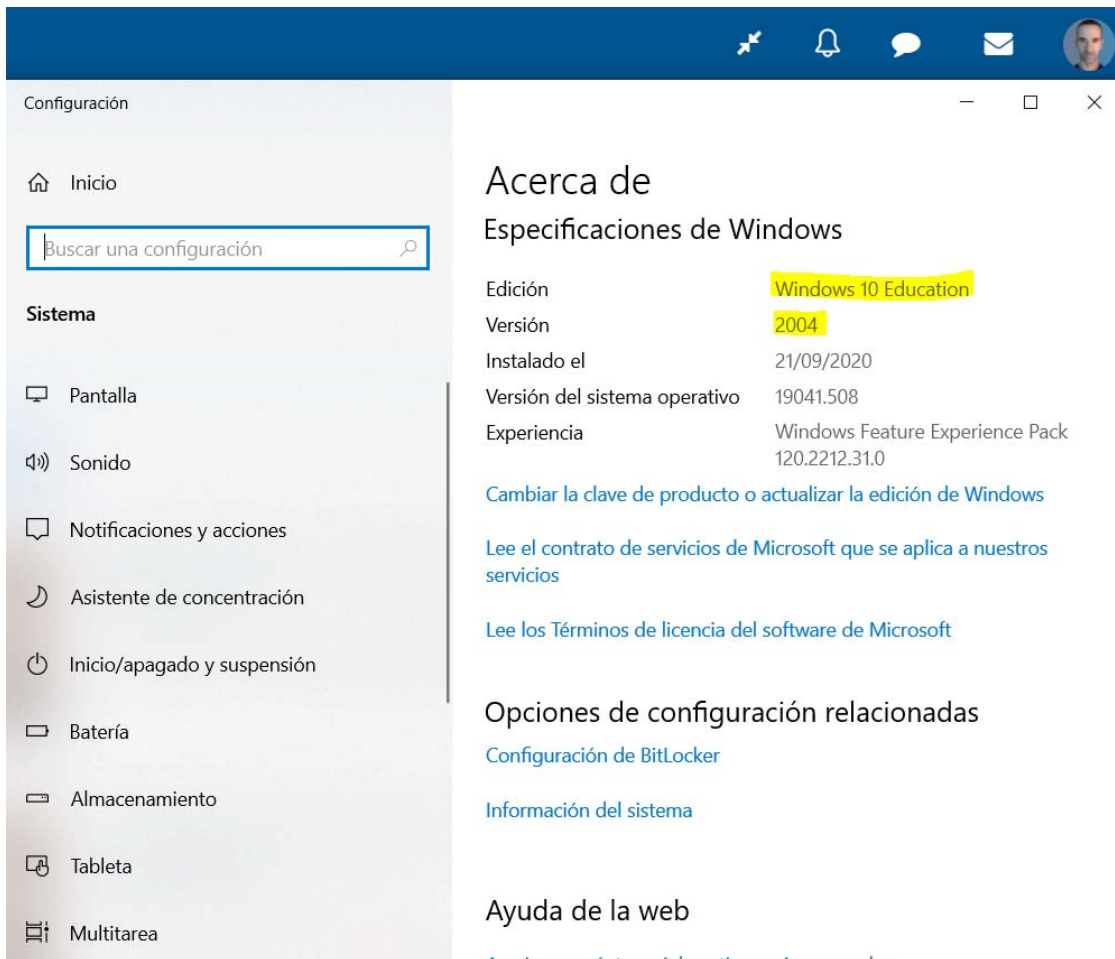 Configuración
Inicio
Buscar una configuración
Sistema
Pantalla
Sonido
Notificaciones y acciones
Asistente de concentración
Inicio/apagado y suspensión
Batería
Almacenamiento
Tableta
Multitarea
Acerca de
Especificaciones de Windows
Edición Windows 10 Education
Versión 2004
Instalado el 21/09/2020
Versión del sistema operativo 19041.508
Experiencia Windows Feature Experience Pack
120.2212.31.0
Cambiar la clave de producto o actualizar la edición de Windows
Lee el contrato de servicios de Microsoft que se aplica a nuestros
servicios
Lee los Términos de licencia del software de Microsoft
Opciones de configuración relacionadas
Configuración de BitLocker
Información del sistema
Ayuda de la web